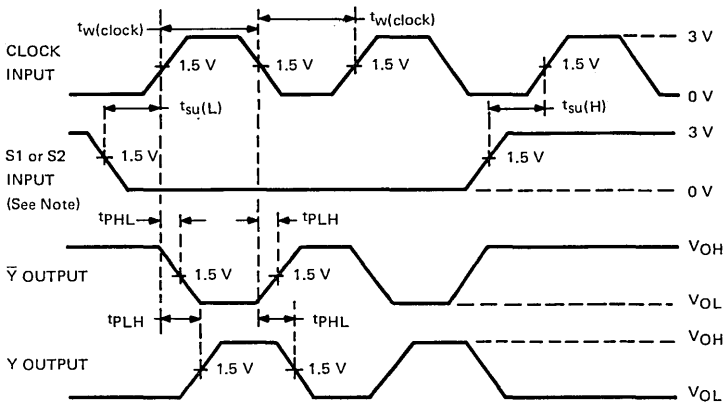 tw(clock)
tw(clock)
3 V
CLOCK
INPUT
1.5 V
1.5 V
1.5 V
1.5 V
0 V
tsu(L)
tsu(H)
3 V
S1 or S2
INPUT
(See Note)
1.5 V
1.5 V
0 V
tPHL
tPLH
VOH
Y̅ OUTPUT
1.5 V
1.5 V
VOL
tPLH
tPHL
VOH
Y OUTPUT
1.5 V
1.5 V
VOL